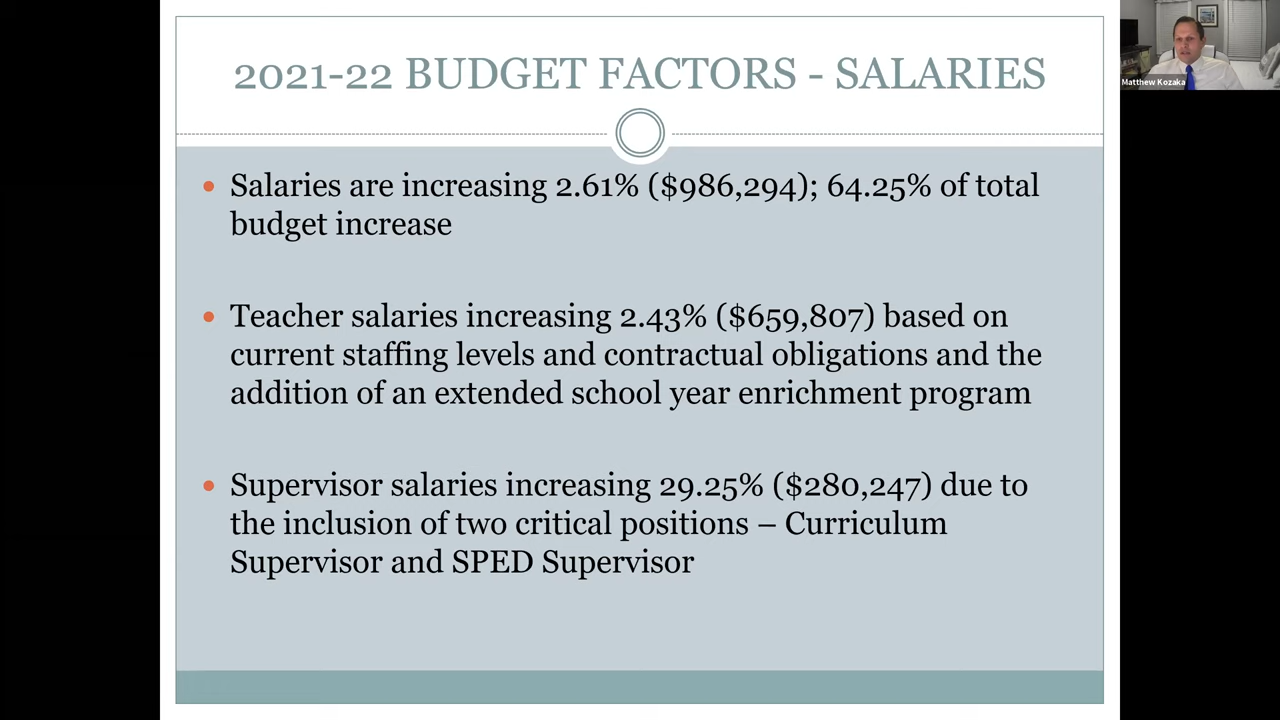 2021-22 BUDGET FACTORS - SALARIES
Matthew Kozaka
• Salaries are increasing 2.61% ($986,294); 64.25% of total
budget increase
• Teacher salaries increasing 2.43% ($659,807) based on
current staffing levels and contractual obligations and the
addition of an extended school year enrichment program
• Supervisor salaries increasing 29.25% ($280,247) due to
the inclusion of two critical positions – Curriculum
Supervisor and SPED Supervisor